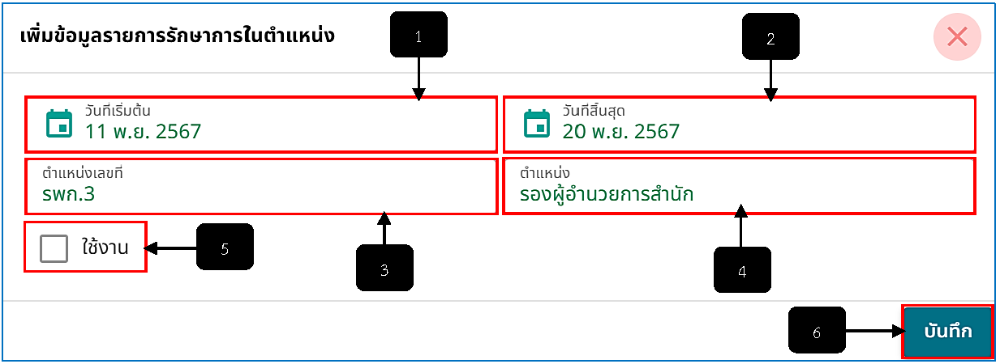 เพิ่มข้อมูลรายการรักษาการในตำแหน่ง
1
2
วันที่เริ่มต้น
11 พ.ย. 2567
วันที่สิ้นสุด
20 พ.ย. 2567
ตำแหน่งเลขที่
รพก.3
ตำแหน่ง
รองผู้อำนวยการสำนัก
ใช้งาน
5
3
4
6
บันทึก